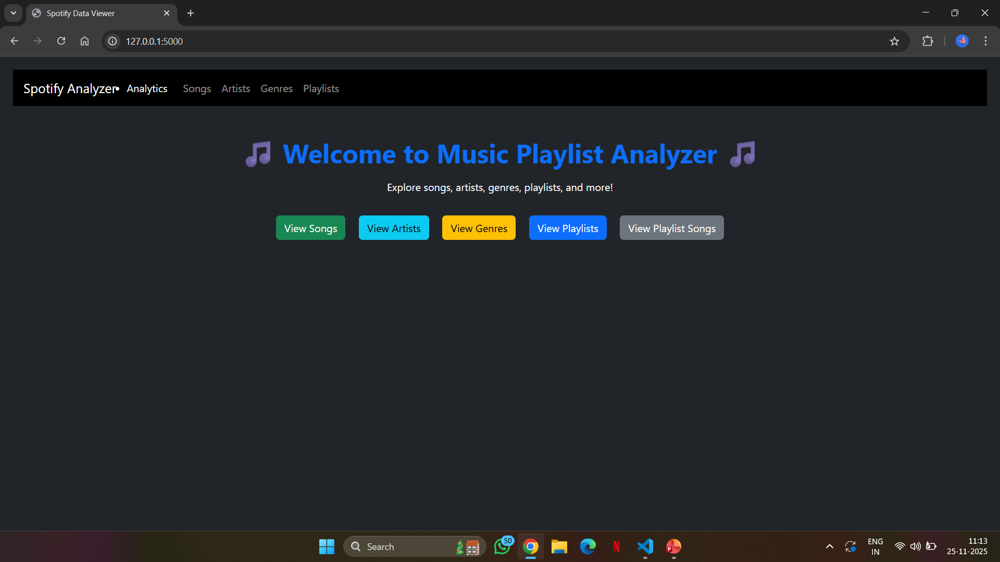 Spotify Data Viewer
127.0.0.1:5000
Spotify Analyzer • Analytics Songs Artists Genres Playlists
🎵 Welcome to Music Playlist Analyzer 🎵
Explore songs, artists, genres, playlists, and more!
View Songs View Artists View Genres View Playlists View Playlist Songs
Search
50
N
P
ENG
IN
11:13
25-11-2025